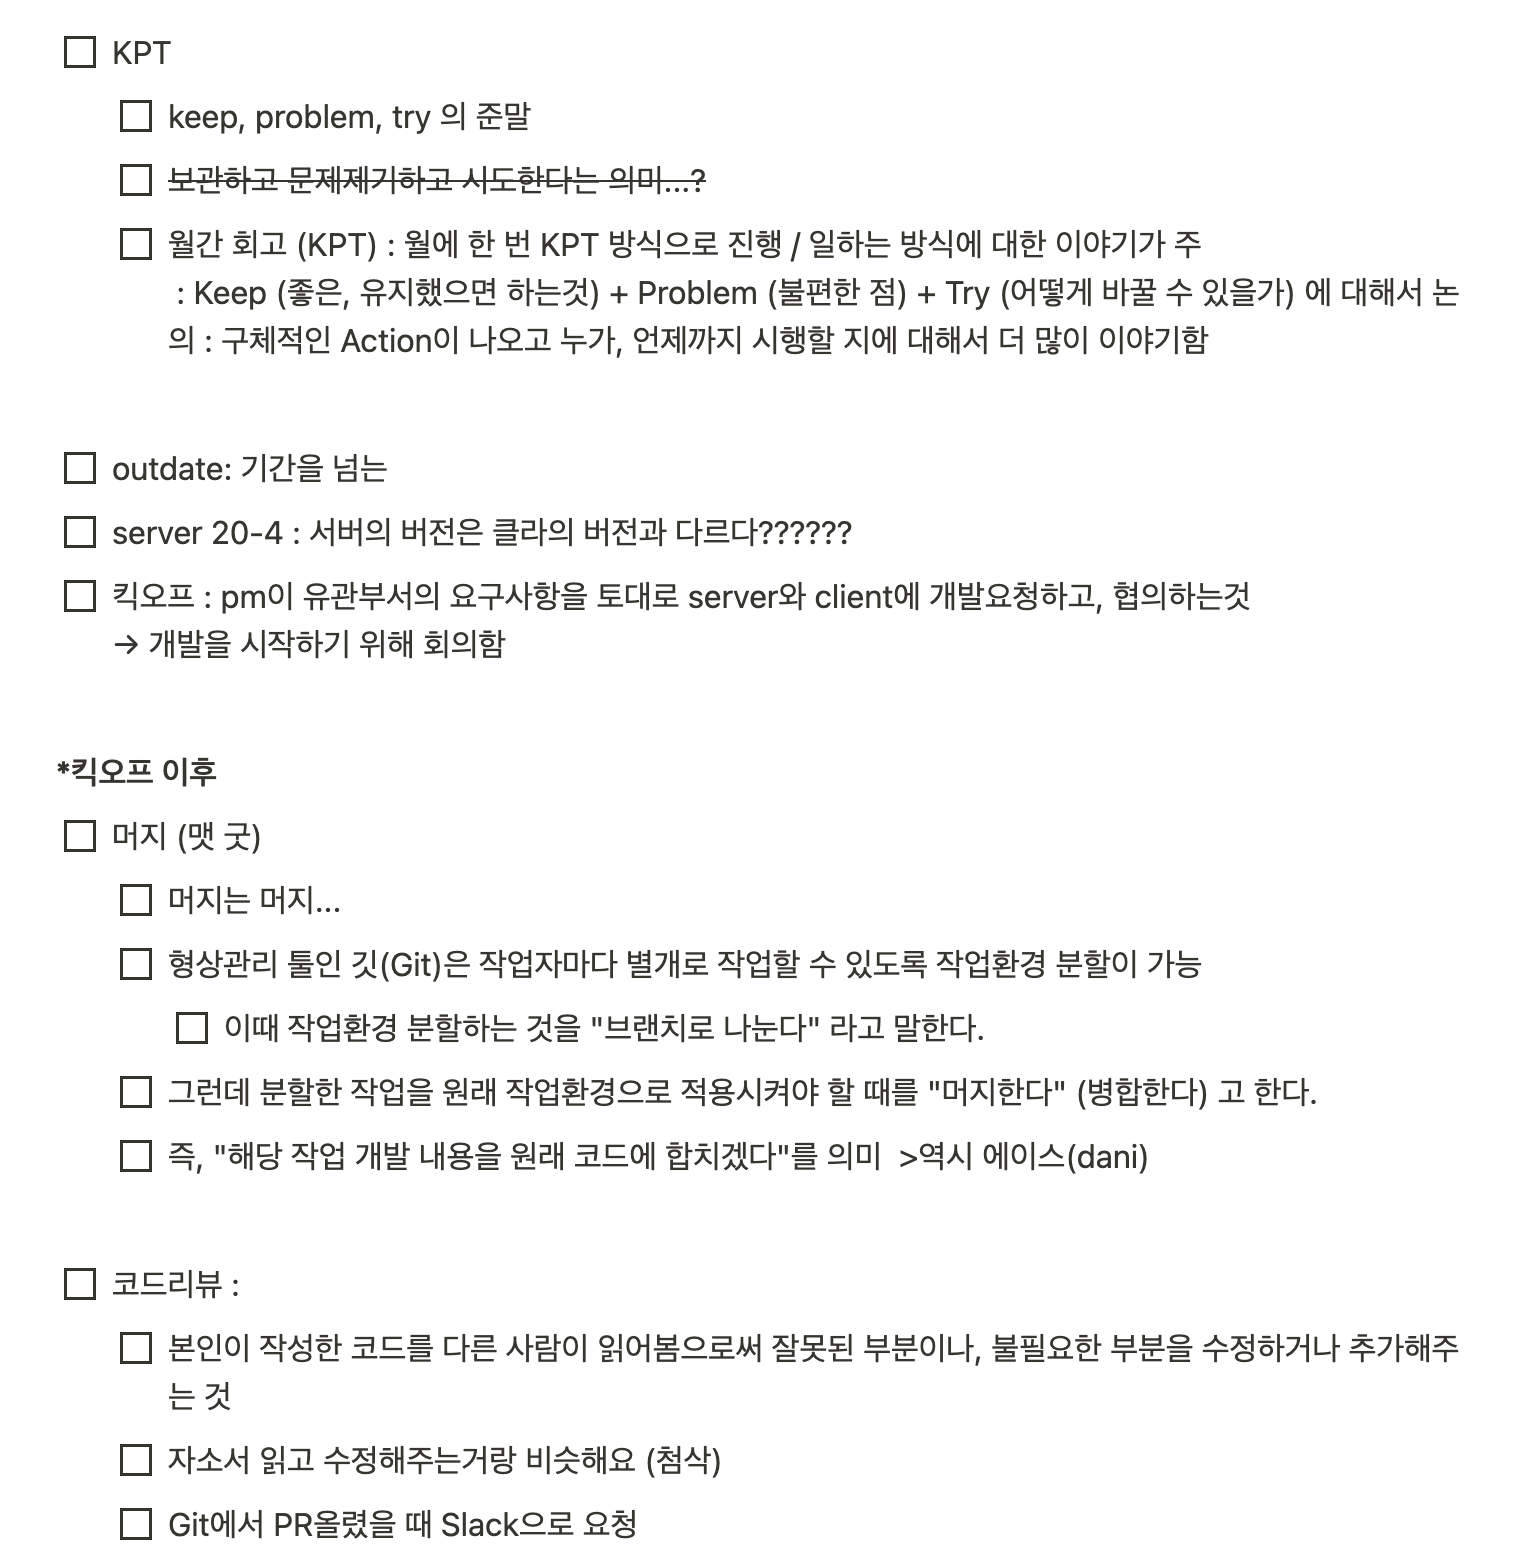 KPT
keep, problem, try 의 준말
보관하고 문제제기하고 시도한다는 의미...?
월간 회고 (KPT) : 월에 한 번 KPT 방식으로 진행 / 일하는 방식에 대한 이야기가 주
: Keep (좋은, 유지했으면 하는것) + Problem (불편한 점) + Try (어떻게 바꿀 수 있을가) 에 대해서 논
의 : 구체적인 Action이 나오고 누가, 언제까지 시행할 지에 대해서 더 많이 이야기함
outdate: 기간을 넘는
server 20-4 : 서버의 버전은 클라의 버전과 다르다??????
킥오프 : pm이 유관부서의 요구사항을 토대로 server와 client에 개발요청하고, 협의하는것
→ 개발을 시작하기 위해 회의함
*킥오프 이후
머지 (맷 굿)
머지는 머지...
형상관리 툴인 깃(Git)은 작업자마다 별개로 작업할 수 있도록 작업환경 분할이 가능
이때 작업환경 분할하는 것을 "브랜치로 나눈다" 라고 말한다.
그런데 분할한 작업을 원래 작업환경으로 적용시켜야 할 때를 "머지한다" (병합한다) 고 한다.
즉, "해당 작업 개발 내용을 원래 코드에 합치겠다"를 의미  >역시 에이스(dani)
코드리뷰 :
본인이 작성한 코드를 다른 사람이 읽어봄으로써 잘못된 부분이나, 불필요한 부분을 수정하거나 추가해주
는 것
자소서 읽고 수정해주는거랑 비슷해요 (첨삭)
Git에서 PR올렸을 때 Slack으로 요청